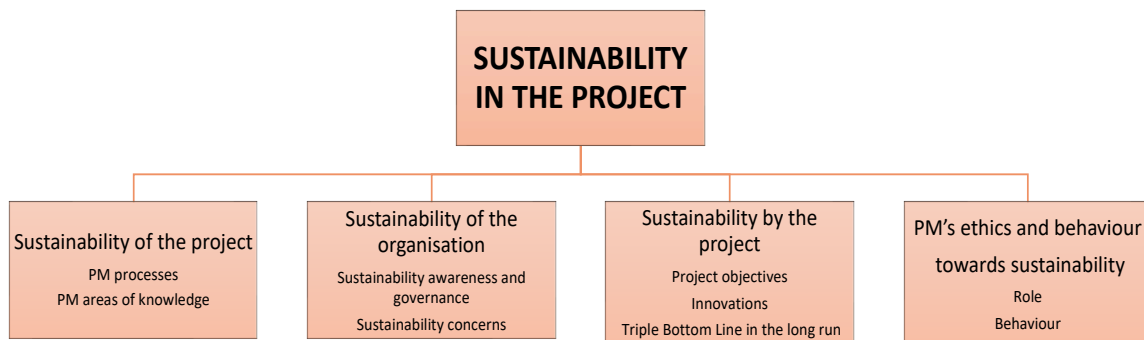 SUSTAINABILITY
IN THE PROJECT
Sustainability of the project
PM processes
PM areas of knowledge
Sustainability of the
organisation
Sustainability awareness and
governance
Sustainability concerns
Sustainability by the
project
Project objectives
Innovations
Triple Bottom Line in the long run
PM’s ethics and behaviour
towards sustainability
Role
Behaviour